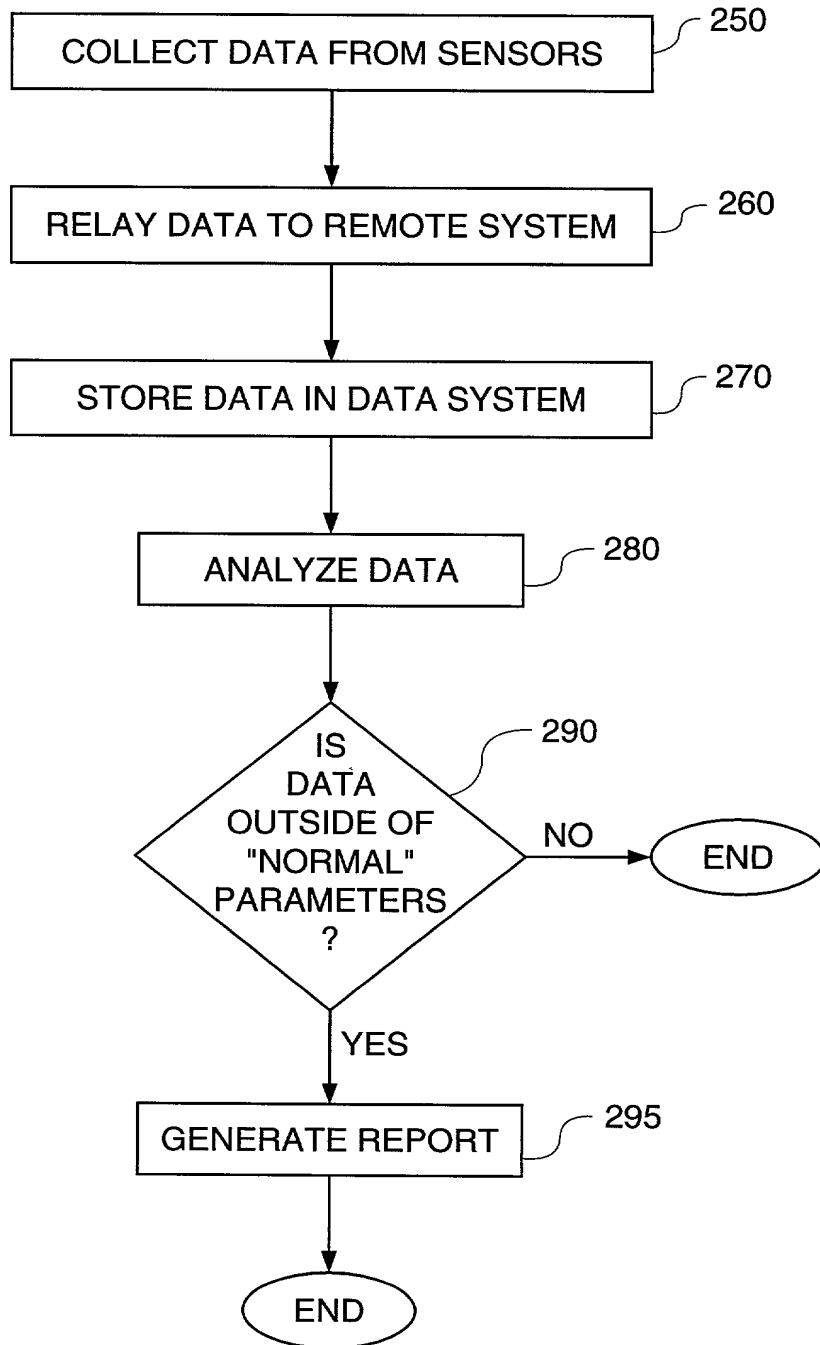 COLLECT DATA FROM SENSORS
250
RELAY DATA TO REMOTE SYSTEM
260
STORE DATA IN DATA SYSTEM
270
ANALYZE DATA
280
IS
DATA
OUTSIDE OF
"NORMAL"
PARAMETERS
?
290
NO
END
YES
GENERATE REPORT
295
END